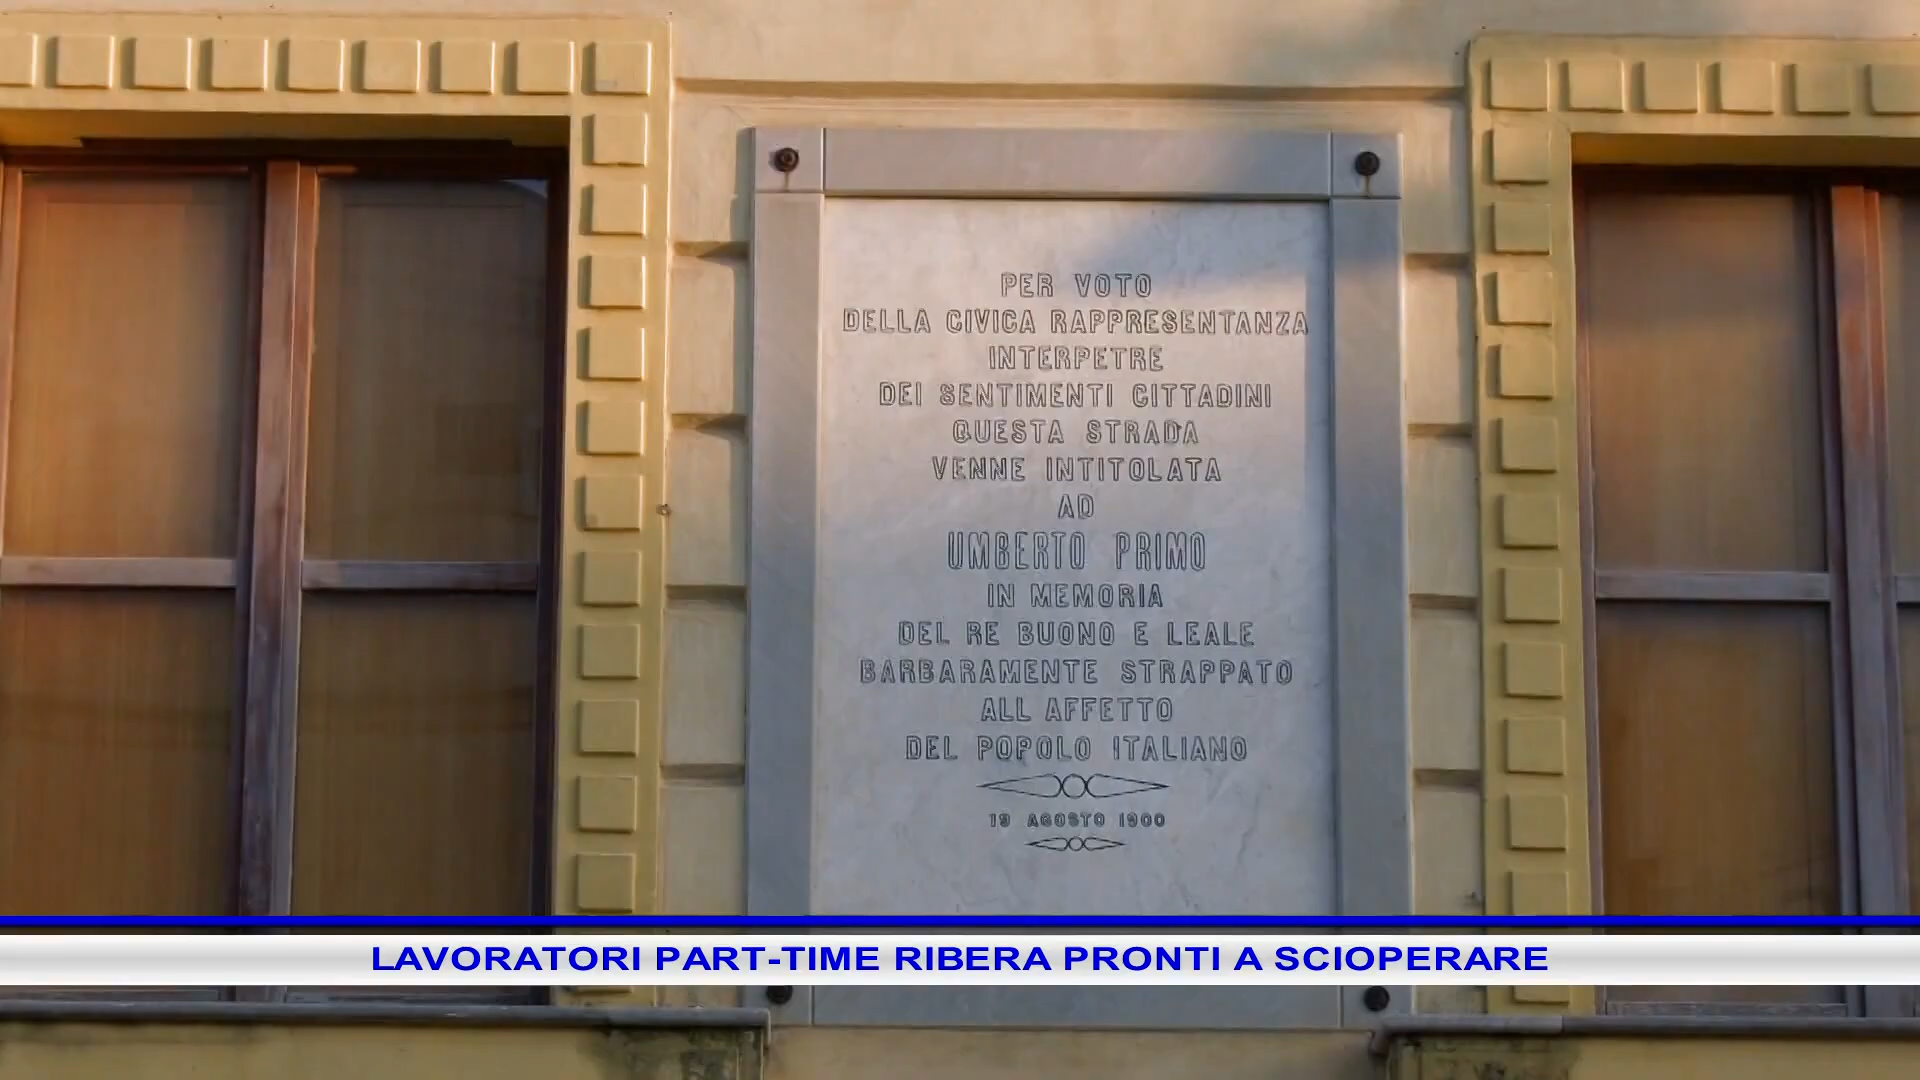 PER VOTO
DELLA CIVICA RAPPRESENTANZA
INTERPETRE
DEI SENTIMENTI CITTADINI
QUESTA STRADA
VENNE INTITOLATA
AD
UMBERTO PRIMO
IN MEMORIA
DEL RE BUONO E LEALE
BARBARAMENTE STRAPPATO
ALL AFFETTO
DEL POPOLO ITALIANO
19 AGOSTO 1900
LAVORATORI PART-TIME RIBERA PRONTI A SCIOPERARE